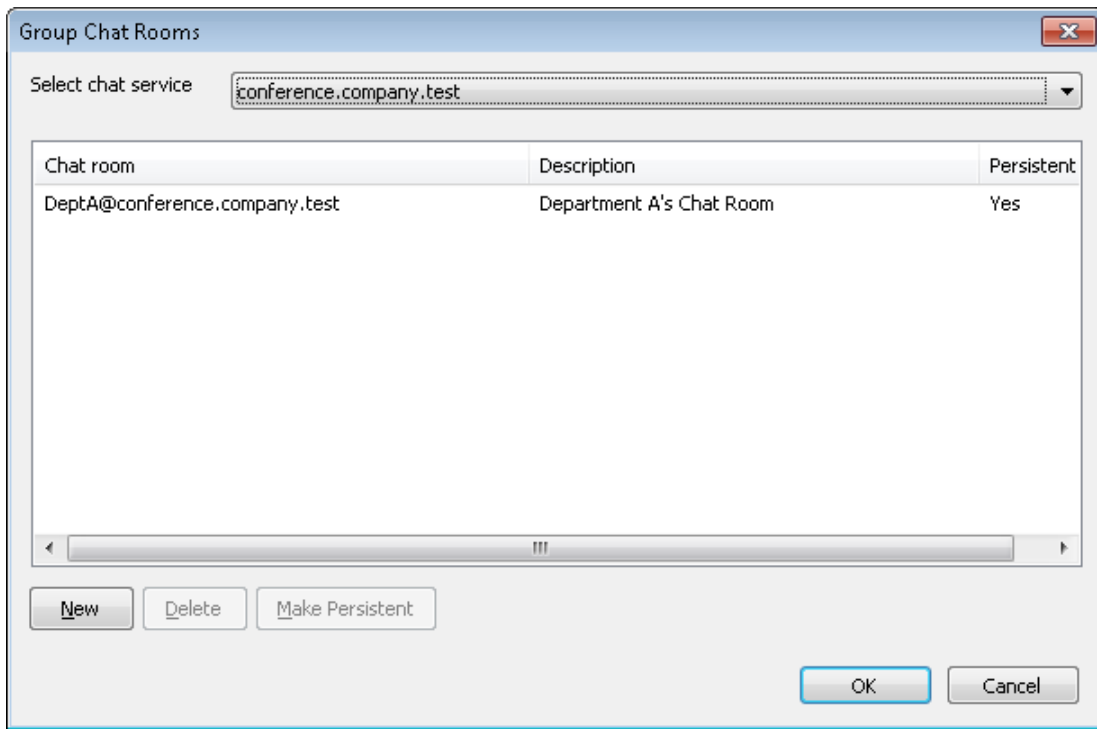 Group Chat Rooms
Select chat service conference.company.test
Chat room Description Persistent
DeptA@conference.company.test Department A's Chat Room Yes
New Delete Make Persistent
OK Cancel